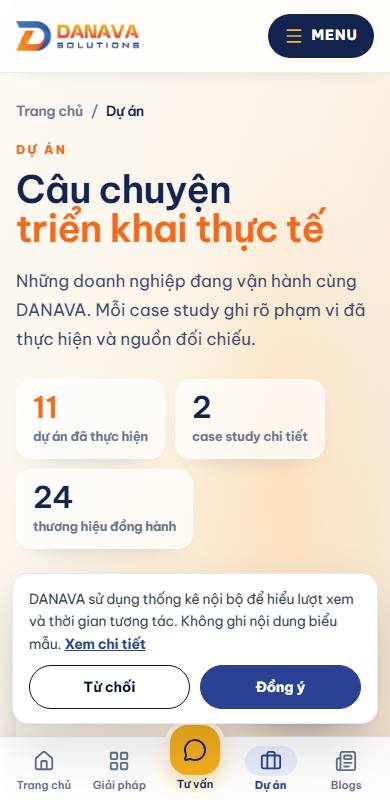 DANAVA
SOLUTIONS
MENU
Trang chủ / Dự án
DỰ ÁN
Câu chuyện
triển khai thực tế
Những doanh nghiệp đang vận hành cùng
DANAVA. Mỗi case study ghi rõ phạm vi đã
thực hiện và nguồn đối chiếu.
11
dự án đã thực hiện
2
case study chi tiết
24
thương hiệu đồng hành
DANAVA sử dụng thống kê nội bộ để hiểu lượt xem
và thời gian tương tác. Không ghi nội dung biểu
mẫu. Xem chi tiết
Từ chối
Đồng ý
Trang chủ
Giải pháp
Tư vấn
Dự án
Blogs